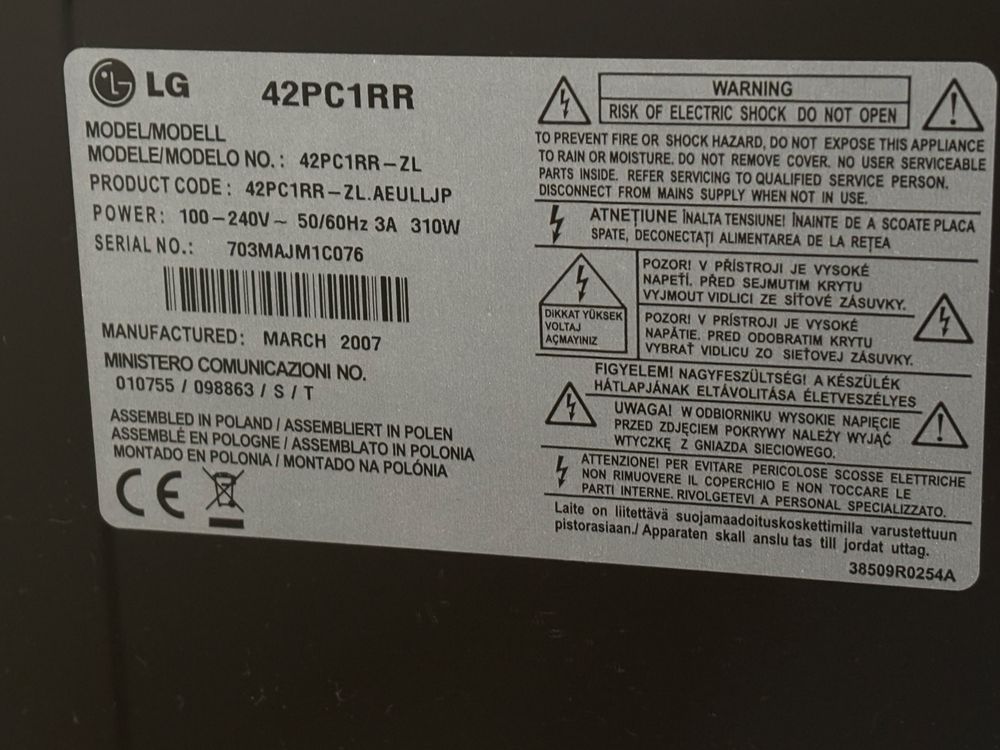 LG 42PC1RR
MODEL/MODELL
MODELE/MODELO NO.: 42PC1RR-ZL
PRODUCT CODE: 42PC1RR-ZL.AEULLJP
POWER: 100-240V~ 50/60Hz 3A 310W
SERIAL NO.: 703MAJM1C076
MANUFACTURED: MARCH 2007
MINISTERO COMUNICAZIONI NO.
010755 / 098863 / S / T
ASSEMBLED IN POLAND / ASSEMBLIERT IN POLEN
ASSEMBLÉ EN POLOGNE / ASSEMBLATO IN POLONIA
MONTADO EN POLONIA / MONTADO NA POLÓNIA
CE
WARNING
RISK OF ELECTRIC SHOCK DO NOT OPEN
TO PREVENT FIRE OR SHOCK HAZARD, DO NOT EXPOSE THIS APPLIANCE
TO RAIN OR MOISTURE. DO NOT REMOVE COVER. NO USER SERVICEABLE
PARTS INSIDE. REFER SERVICING TO QUALIFIED SERVICE PERSON.
DISCONNECT FROM MAINS SUPPLY WHEN NOT IN USE.
ATNEŢIUNE ÎNALTA TENSIUNE! ÎNAINTE DE A SCOATE PLACA
SPATE, DECONECTAŢI ALIMENTAREA DE LA REŢEA
DIKKAT YÜKSEK
VOLTAJ
AÇMAYINIZ
POZOR! V PŘÍSTROJI JE VYSOKÉ
NAPETÍ. PŘED SEJMUTIM KRYTU
VYJMOUT VIDLICI ZE SÍŤOVÉ ZÁSUVKY.
POZOR! V PRÍSTROJI JE VYSOKÉ
NAPÄTIE. PRED ODOBRATIM KRYTU
VYBRAŤ VIDLICU ZO SIEŤOVEJ ZÁSUVKY.
FIGYELEM! NAGYFESZÜLTSÉG! A KÉSZÜLÉK
HÁTLAPJÁNAK ELTÁVOLÍTÁSA ÉLETVESZÉLYES
UWAGA! W ODBIORNIKU WYSOKIE NAPIĘCIE
PRZED ZDJĘCIEM POKRYWY NALEŻY WYJĄĆ
WTYCZKĘ Z GNIAZDA SIECIOWEGO.
ATTENZIONE! PER EVITARE PERICOLOSE SCOSSE ELETTRICHE
NON RIMUOVERE IL COPERCHIO E NON TOCCARE LE
PARTI INTERNE. RIVOLGETEVI A PERSONAL SPECIALIZZATO.
Laite on liitettävä suojamaadoituskoskettimilla varustettuun
pistorasiaan./ Apparaten skall anslu tas till jordat uttag.
38509R0254A